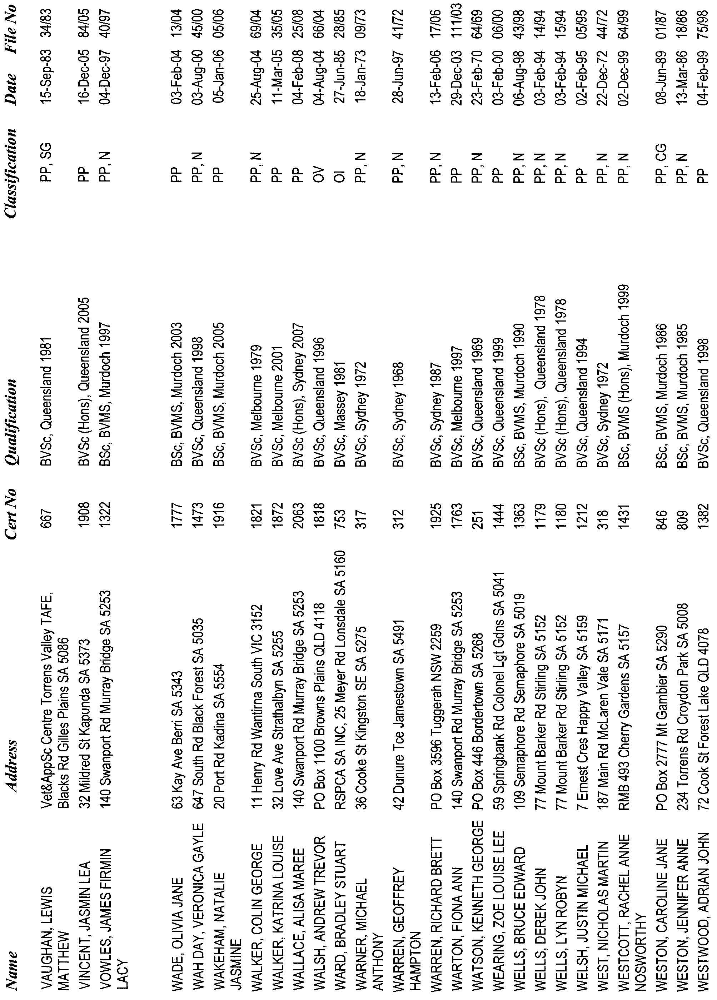 Name Address Cert No Qualification Classification Date File No
VAUGHAN, LEWIS Vet&AppSc Centre Torrens Valley TAFE, 667 BVSc, Queensland 1981 PP, SG 15-Sep-83 34/83
MATTHEW Blacks Rd Gilles Plains SA 5086
VINCENT, JASMIN LEA 32 Mildred St Kapunda SA 5373 1908 BVSc (Hons), Queensland 2005 PP 16-Dec-05 84/05
VOWLES, JAMES FIRMIN 140 Swanport Rd Murray Bridge SA 5253 1322 BSc, BVMS, Murdoch 1997 PP, N 04-Dec-97 40/97
LACY
WADE, OLIVIA JANE 63 Kay Ave Berri SA 5343 1777 BSc, BVMS, Murdoch 2003 PP 03-Feb-04 13/04
WAH DAY, VERONICA GAYLE 647 South Rd Black Forest SA 5035 1473 BVSc, Queensland 1998 PP, N 03-Aug-00 45/00
WAKEHAM, NATALIE 20 Port Rd Kadina SA 5554 1916 BSc, BVMS, Murdoch 2005 PP 05-Jan-06 05/06
JASMINE
WALKER, COLIN GEORGE 11 Henry Rd Wantirna South VIC 3152 1821 BVSc, Melbourne 1979 PP, N 25-Aug-04 69/04
WALKER, KATRINA LOUISE 32 Love Ave Strathalbyn SA 5255 1872 BVSc, Melbourne 2001 PP 11-Mar-05 35/05
WALLACE, ALISA MAREE 140 Swanport Rd Murray Bridge SA 5253 2063 BVSc (Hons), Sydney 2007 PP 04-Feb-08 25/08
WALSH, ANDREW TREVOR PO Box 1100 Browns Plains QLD 4118 1818 BVSc, Queensland 1996 OV 04-Aug-04 66/04
WARD, BRADLEY STUART RSPCA SA INC, 25 Meyer Rd Lonsdale SA 5160 753 BVSc, Massey 1981 OI 27-Jun-85 28/85
WARNER, MICHAEL 36 Cooke St Kingston SE SA 5275 317 BVSc, Sydney 1972 PP, N 18-Jan-73 09/73
ANTHONY
WARREN, GEOFFREY 42 Dunure Tce Jamestown SA 5491 312 BVSc, Sydney 1968 PP, N 28-Jun-97 41/72
HAMPTON
WARREN, RICHARD BRETT PO Box 3596 Tuggerah NSW 2259 1925 BVSc, Sydney 1987 PP, N 13-Feb-06 17/06
WARTON, FIONA ANN 140 Swanport Rd Murray Bridge SA 5253 1763 BVSc, Melbourne 1997 PP 29-Dec-03 111/03
WATSON, KENNETH GEORGE PO Box 446 Bordertown SA 5268 251 BVSc, Queensland 1969 PP, N 23-Feb-70 64/69
WEARING, ZOE LOUISE LEE 59 Springbank Rd Colonel Lgt Gdns SA 5041 1444 BVSc, Queensland 1999 PP 03-Feb-00 06/00
WELLS, BRUCE EDWARD 109 Semaphore Rd Semaphore SA 5019 1363 BSc, BVMS, Murdoch 1990 PP, N 06-Aug-98 43/98
WELLS, DEREK JOHN 77 Mount Barker Rd Stirling SA 5152 1179 BVSc (Hons), Queensland 1978 PP, N 03-Feb-94 14/94
WELLS, LYN ROBYN 77 Mount Barker Rd Stirling SA 5152 1180 BVSc (Hons), Queensland 1978 PP, N 03-Feb-94 15/94
WELSH, JUSTIN MICHAEL 7 Ernest Cres Happy Valley SA 5159 1212 BVSc, Queensland 1994 PP 02-Feb-95 05/95
WEST, NICHOLAS MARTIN 187 Main Rd McLaren Vale SA 5171 318 BVSc, Sydney 1972 PP, N 22-Dec-72 44/72
WESTCOTT, RACHEL ANNE RMB 493 Cherry Gardens SA 5157 1431 BSc, BVMS (Hons), Murdoch 1999 PP, N 02-Dec-99 64/99
NOSWORTHY
WESTON, CAROLINE JANE PO Box 2777 Mt Gambier SA 5290 846 BSc, BVMS, Murdoch 1986 PP, CG 08-Jun-89 01/87
WESTON, JENNIFER ANNE 234 Torrens Rd Croydon Park SA 5008 809 BSc, BVMS, Murdoch 1985 PP, N 13-Mar-86 18/86
WESTWOOD, ADRIAN JOHN 72 Cook St Forest Lake QLD 4078 1382 BVSc, Queensland 1998 PP 04-Feb-99 75/98